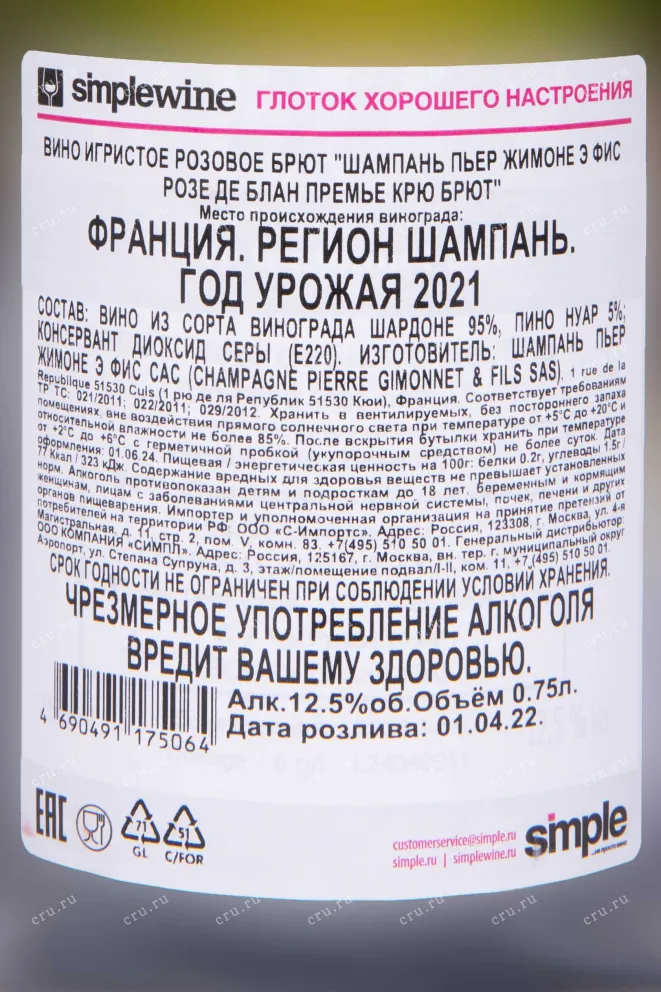 simplewine ГЛОТОК ХОРОШЕГО НАСТРОЕНИЯ
ВИНО ИГРИСТОЕ РОЗОВОЕ БРЮТ "ШАМПАНЬ ПЬЕР ЖИМОНЕ Э ФИС
РОЗЕ ДЕ БЛАН ПРЕМЬЕ КРЮ БРЮТ"
Место происхождения винограда:
ФРАНЦИЯ. РЕГИОН ШАМПАНЬ.
ГОД УРОЖАЯ 2021
СОСТАВ: ВИНО ИЗ СОРТА ВИНОГРАДА ШАРДОНЕ 95%, ПИНО НУАР 5%;
КОНСЕРВАНТ ДИОКСИД СЕРЫ (Е220). ИЗГОТОВИТЕЛЬ: ШАМПАНЬ ПЬЕР
ЖИМОНЕ Э ФИС САС (CHAMPAGNE PIERRE GIMONNET & FILS SAS), 1 rue de la
Republique 51530 Cuis (1 рю де ля Републик 51530 Кюи), Франция. Соответствует требованиям
ТР ТС: 021/2011; 022/2011; 029/2012. Хранить в вентилируемых, без постороннего запаха
помещениях, вне воздействия прямого солнечного света при температуре от +5°C до +20°C и
относительной влажности не более 85%. После вскрытия бутылки хранить при температуре
от +2°C до +6°C с герметичной пробкой (укупорочным средством) не более суток. Дата
оформления: 01.06.24. Пищевая / энергетическая ценность на 100г: белки 0.2г, углеводы 1.5г /
77 Ккал / 323 кДж. Содержание вредных для здоровья веществ не превышает установленных
норм. Алкоголь противопоказан детям и подросткам до 18 лет, беременным и кормящим
женщинам, лицам с заболеваниями центральной нервной системы, почек, печени и других
органов пищеварения. Импортер и уполномоченная организация на принятие претензий от
потребителей на территории РФ: ООО «С-Импортс». Адрес: Россия, 123308, г. Москва, ул. 4-я
Магистральная, д. 11, стр. 2, пом. V, комн. 83. +7(495) 510 50 01. Генеральный дистрибьютор:
ООО КОМПАНИЯ «СИМПЛ». Адрес: Россия, 125167, г. Москва, вн. тер. г. муниципальный округ
Аэропорт, ул. Степана Супруна, д. 3, этаж/помещение подвал/I-II, ком. 11, +7(495) 510 50 01.
СРОК ГОДНОСТИ НЕ ОГРАНИЧЕН ПРИ СОБЛЮДЕНИИ УСЛОВИЙ ХРАНЕНИЯ.
ЧРЕЗМЕРНОЕ УПОТРЕБЛЕНИЕ АЛКОГОЛЯ
ВРЕДИТ ВАШЕМУ ЗДОРОВЬЮ.
Алк.12.5%об.Объём 0.75л.
Дата розлива: 01.04.22.
4 690491 175064
EAC
71
GL
51
C/FOR
customerservice@simple.ru
simple.ru | simplewine.ru
simple
...не просто вино
cru.ru